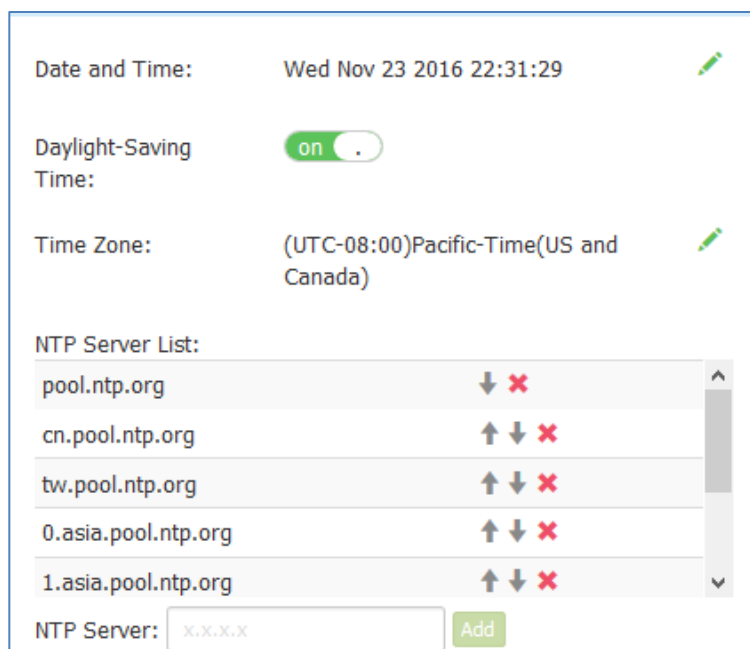 Date and Time: Wed Nov 23 2016 22:31:29
Daylight-Saving
Time:
on .
Time Zone: (UTC-08:00)Pacific-Time(US and
Canada)
NTP Server List:
pool.ntp.org
cn.pool.ntp.org
tw.pool.ntp.org
0.asia.pool.ntp.org
1.asia.pool.ntp.org
NTP Server: x.x.x.x Add